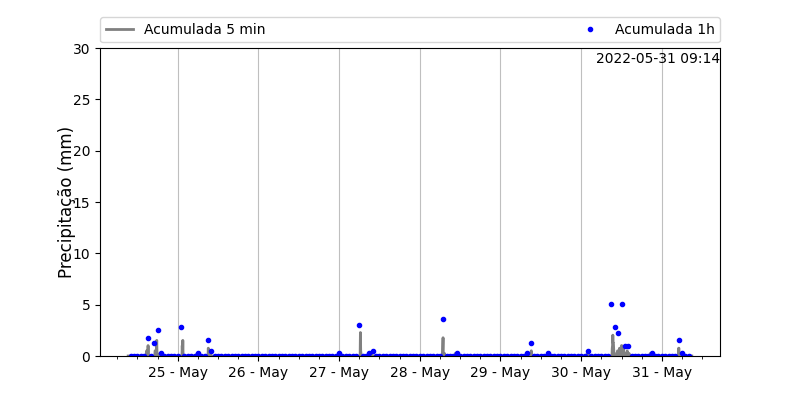 Acumulada 5 min
Acumulada 1h
2022-05-31 09:14
Precipitação (mm)
30
25
20
15
10
5
0
25 - May
26 - May
27 - May
28 - May
29 - May
30 - May
31 - May